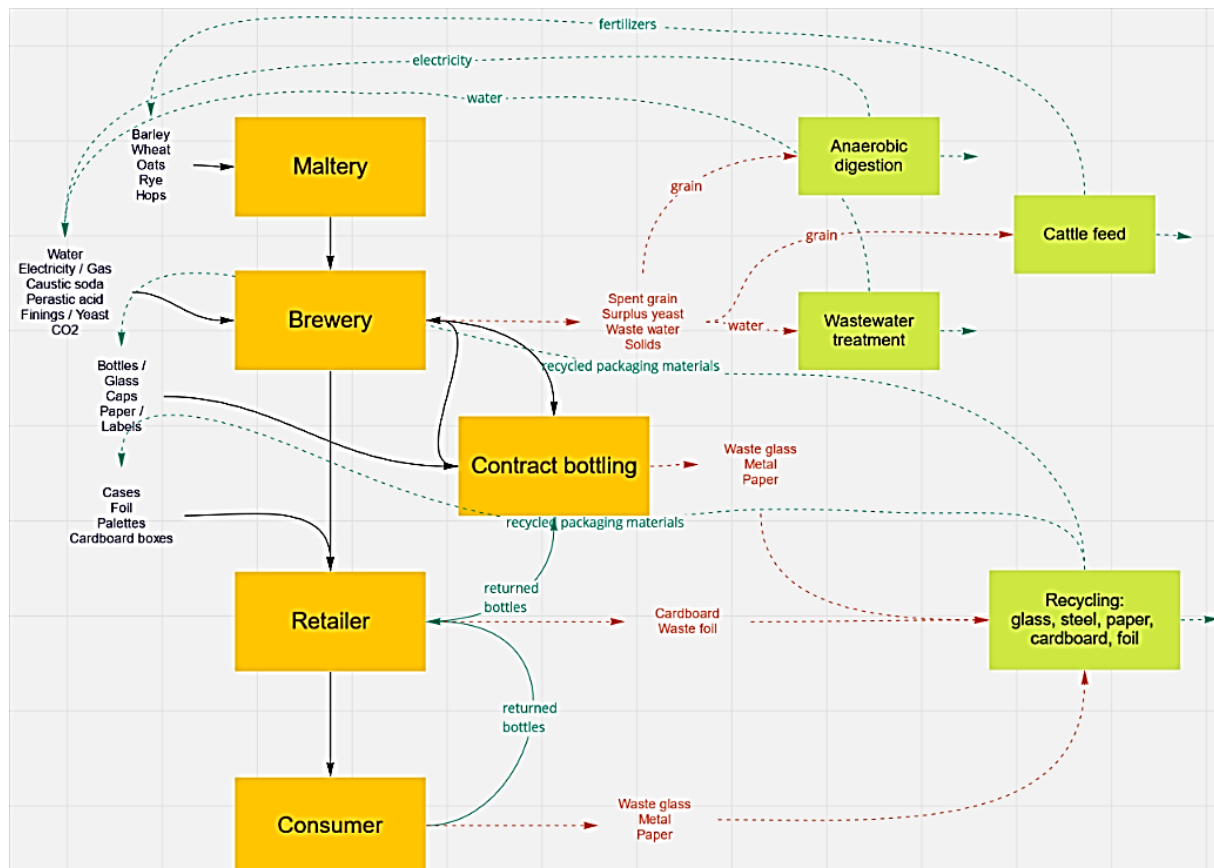 fertilizers
electricity
water
Barley
Wheat
Oats
Rye
Hops
Maltery
Anaerobic
digestion
grain
Cattle feed
grain
Water
Electricity / Gas
Caustic soda
Perastic acid
Finings / Yeast
CO2
Brewery
Spent grain
Surplus yeast
Waste water
Solids
water
Wastewater
treatment
recycled packaging materials
Bottles /
Glass
Caps
Paper /
Labels
Contract bottling
Waste glass
Metal
Paper
Cases
Foil
Palettes
Cardboard boxes
recycled packaging materials
returned
bottles
Retailer
Cardboard
Waste foil
Recycling:
glass, steel, paper,
cardboard, foil
returned
bottles
Consumer
Waste glass
Metal
Paper